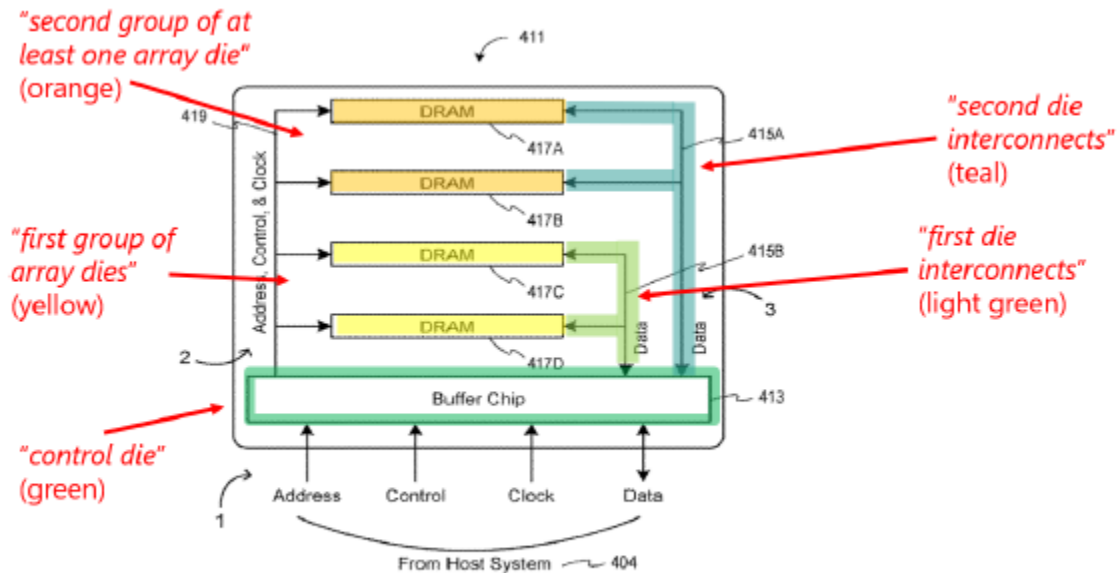 "second group of at
least one array die"
(orange)
411
419
DRAM
417A
415A
"second die
interconnects"
(teal)
DRAM
417B
Address, Control, & Clock
"first group of
array dies"
(yellow)
DRAM
417C
415B
"first die
interconnects"
(light green)
3
DRAM
417D
Data
Data
2
Buffer Chip
413
"control die"
(green)
1
Address
Control
Clock
Data
From Host System
404